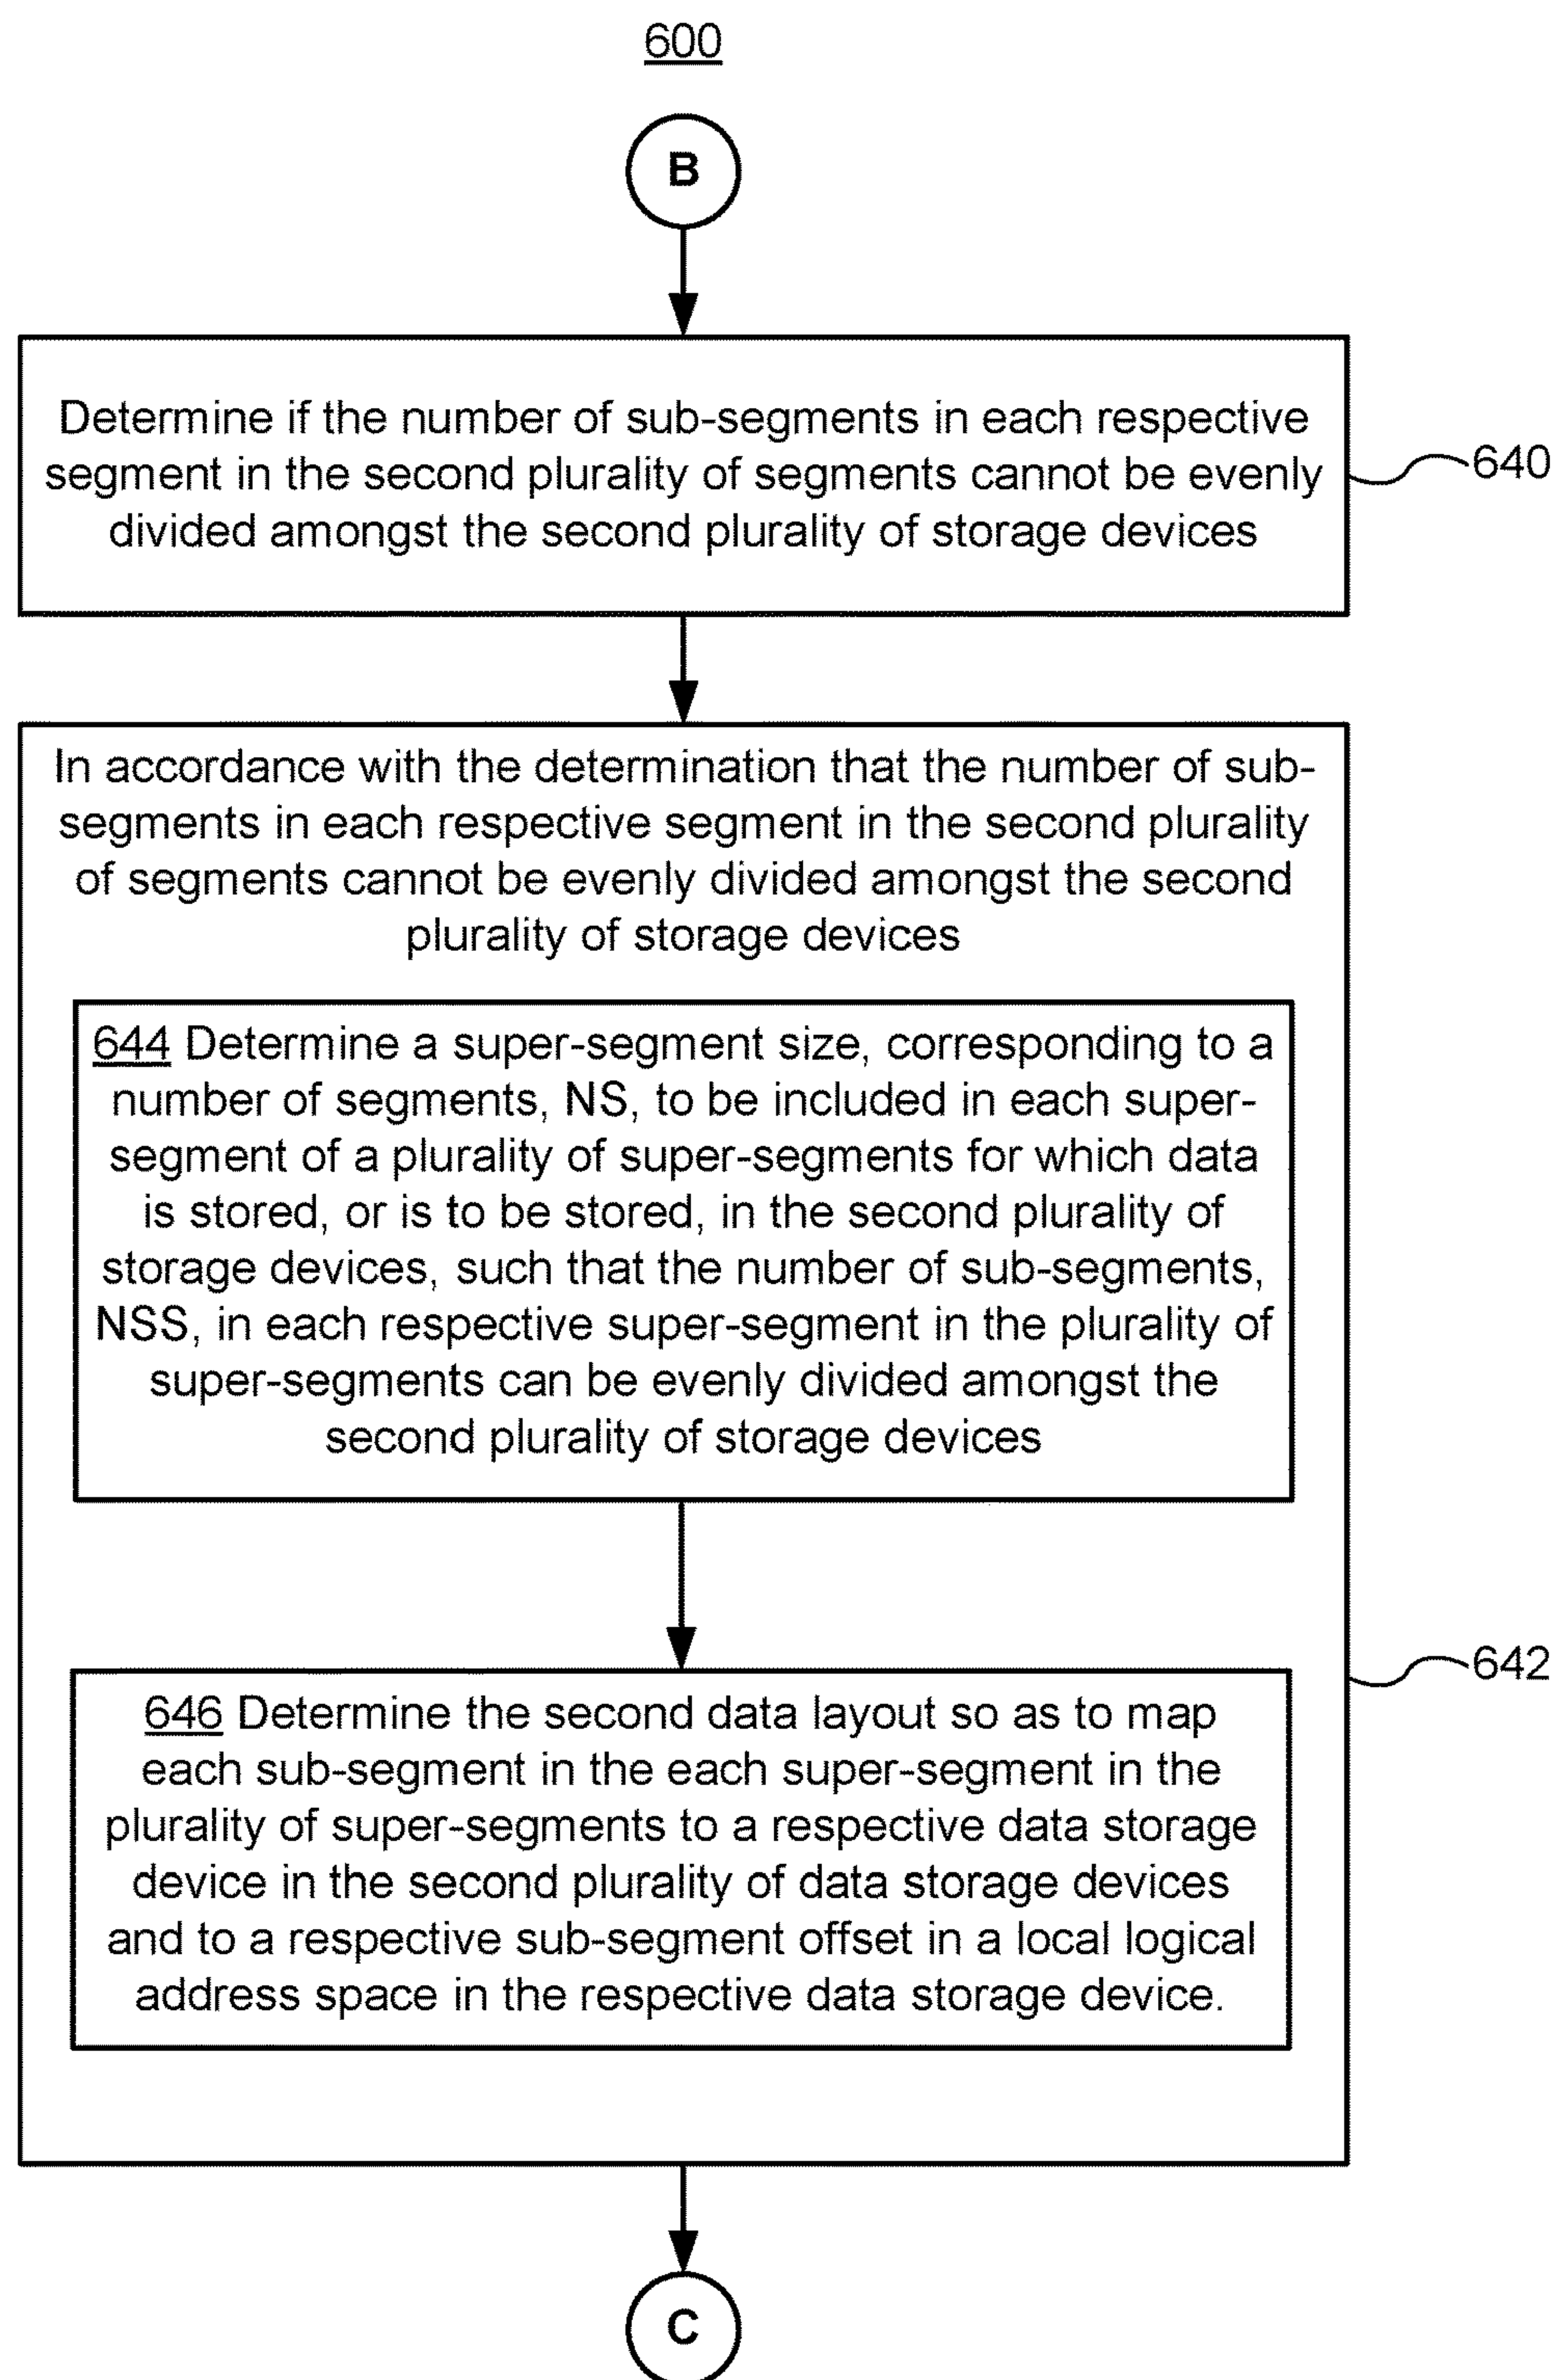 600
B
Determine if the number of sub-segments in each respective
segment in the second plurality of segments cannot be evenly
divided amongst the second plurality of storage devices
640
In accordance with the determination that the number of sub-
segments in each respective segment in the second plurality
of segments cannot be evenly divided amongst the second
plurality of storage devices
644 Determine a super-segment size, corresponding to a
number of segments, NS, to be included in each super-
segment of a plurality of super-segments for which data
is stored, or is to be stored, in the second plurality of
storage devices, such that the number of sub-segments,
NSS, in each respective super-segment in the plurality of
super-segments can be evenly divided amongst the
second plurality of storage devices
642
646 Determine the second data layout so as to map
each sub-segment in the each super-segment in the
plurality of super-segments to a respective data storage
device in the second plurality of data storage devices
and to a respective sub-segment offset in a local logical
address space in the respective data storage device.
C